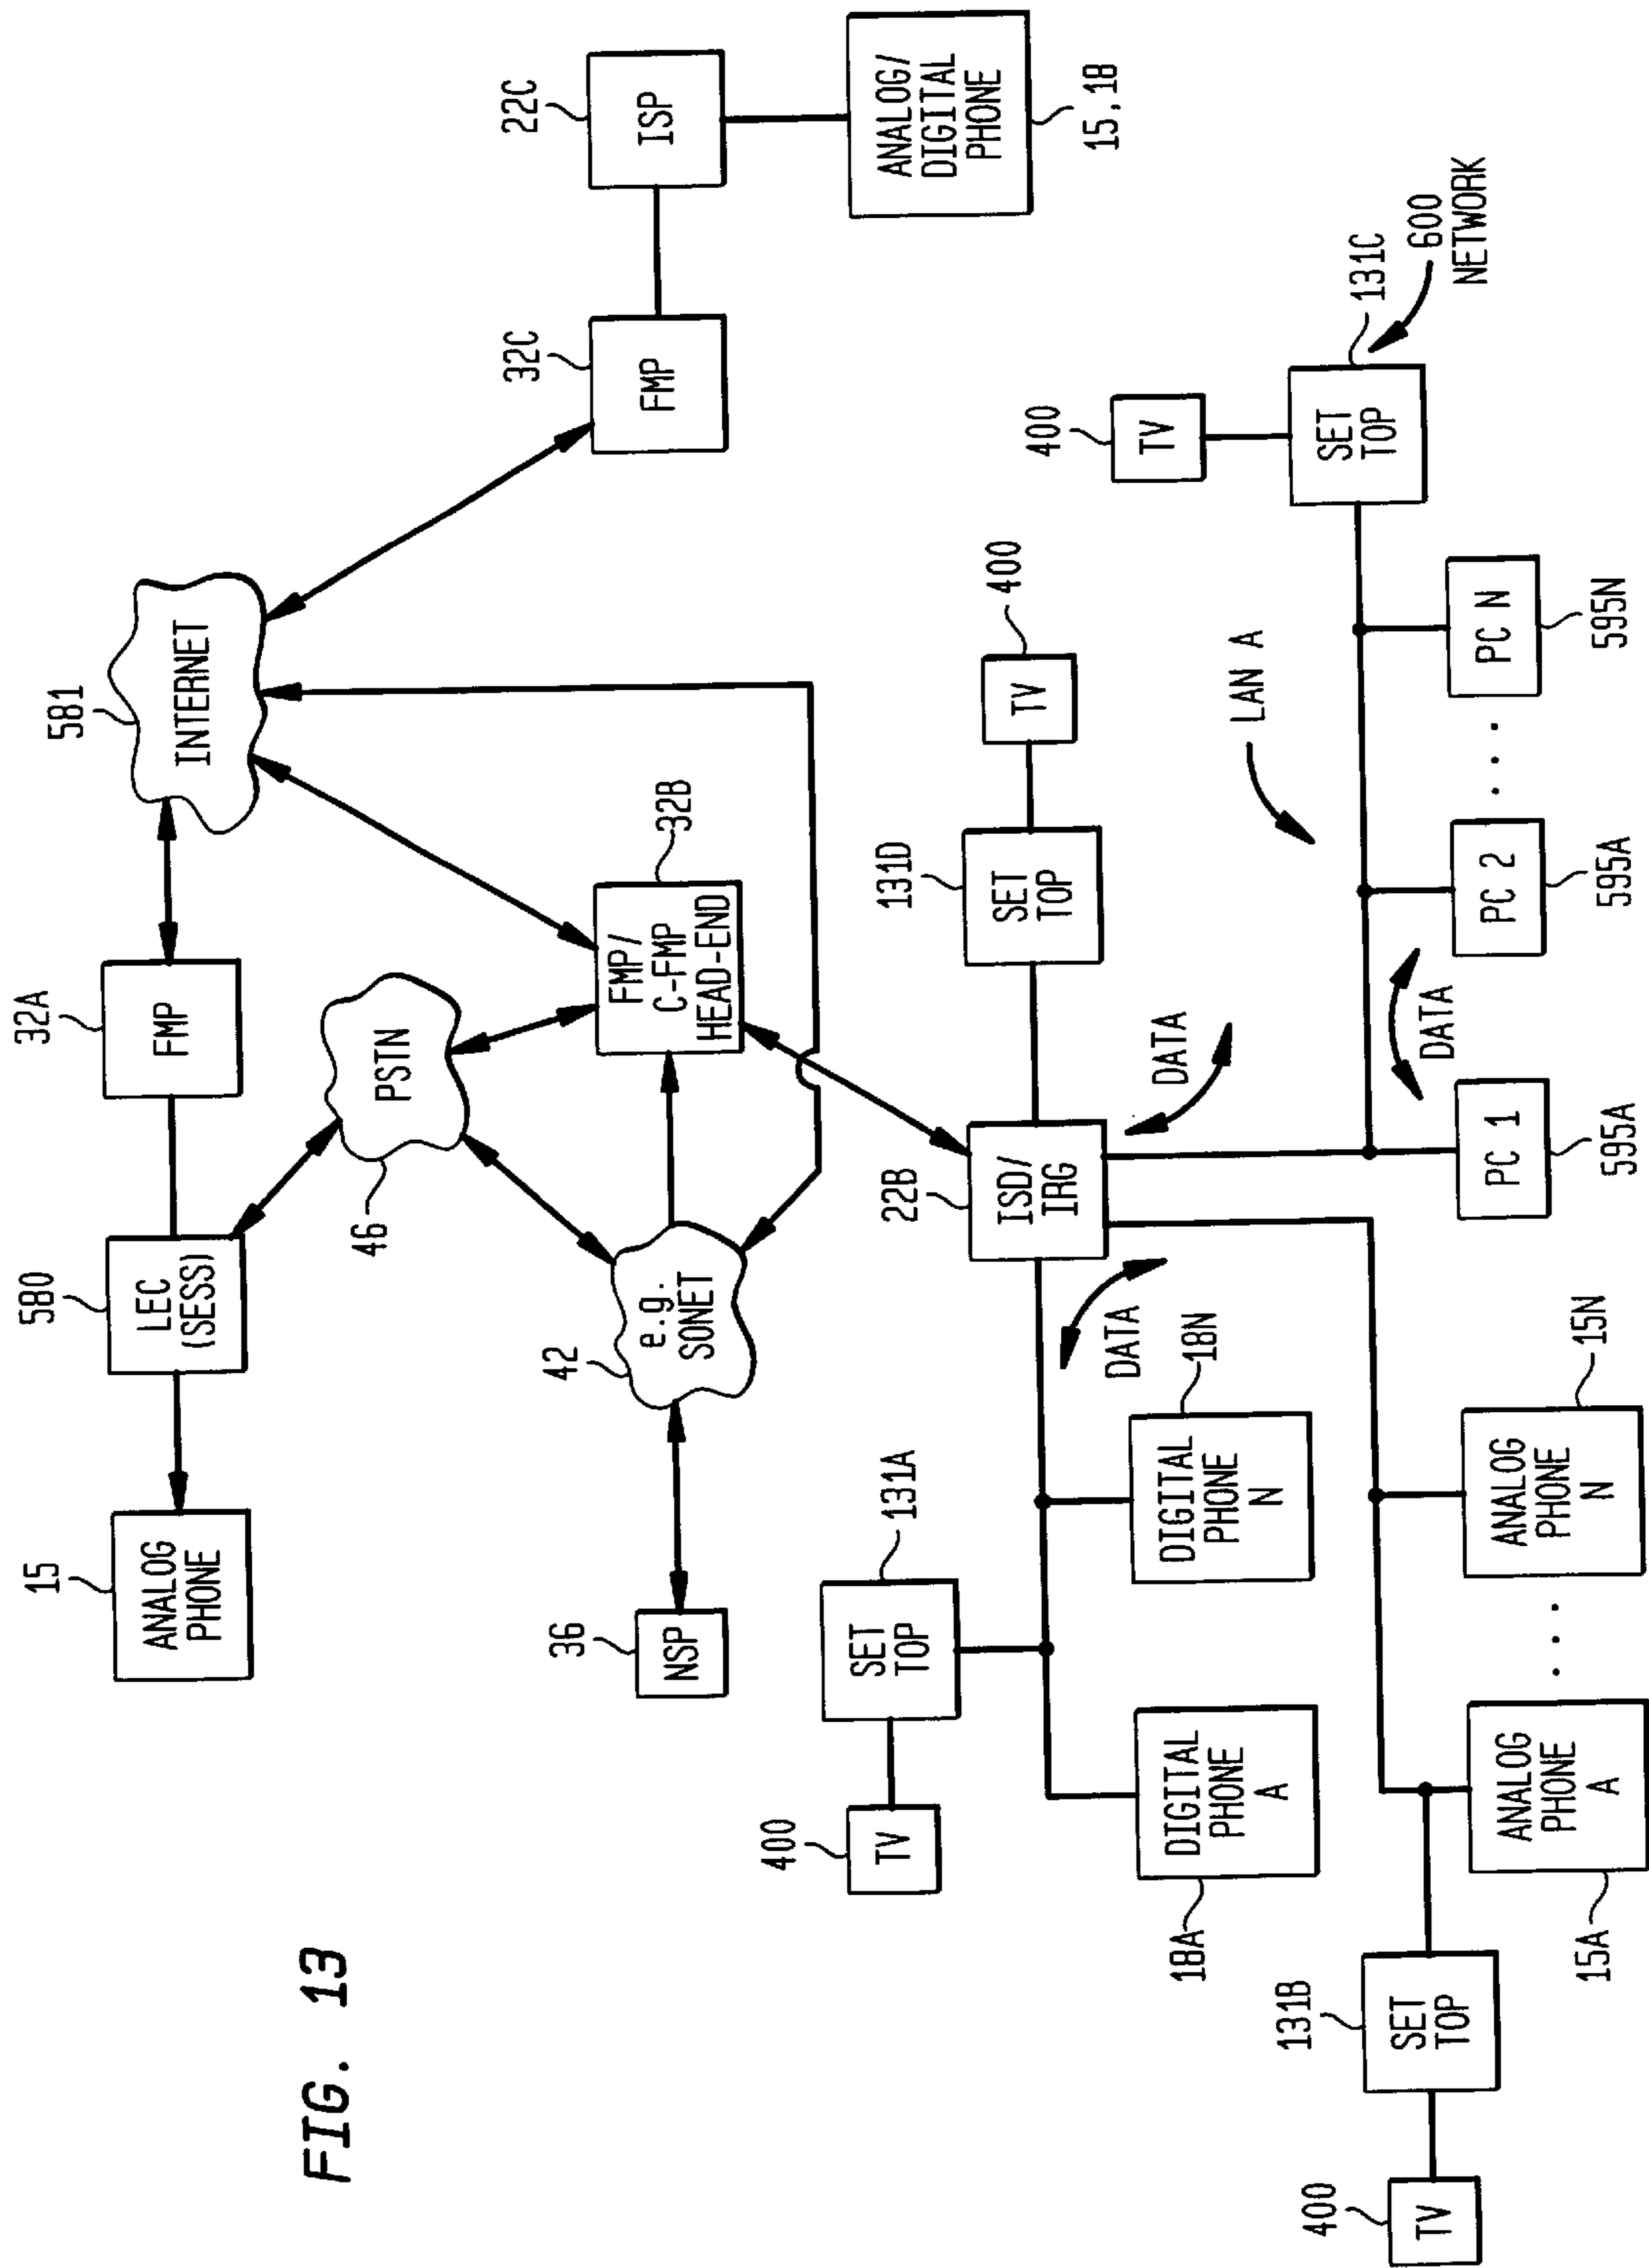 FIG. 13
15
ANALOG
PHONE
580
LEC
(SESS)
32A
FMP
581
INTERNET
46
PSTN
36
NSP
42
e.g.
SONET
FMP/
C-FMP
HEAD-END
32B
32C
FMP
22C
ISP
ANALOG/
DIGITAL
PHONE
15,18
400
TV
131A
SET
TOP
22B
ISD/
IRG
131D
SET
TOP
400
TV
DATA
DATA
18A
DIGITAL
PHONE
A
18N
DIGITAL
PHONE
N
400
TV
131B
SET
TOP
15A
ANALOG
PHONE
A
. . .
15N
ANALOG
PHONE
N
LAN A
DATA
PC 1
595A
PC 2
595A
. . . .
PC N
595N
400
TV
SET
TOP
131C
600
NETWORK